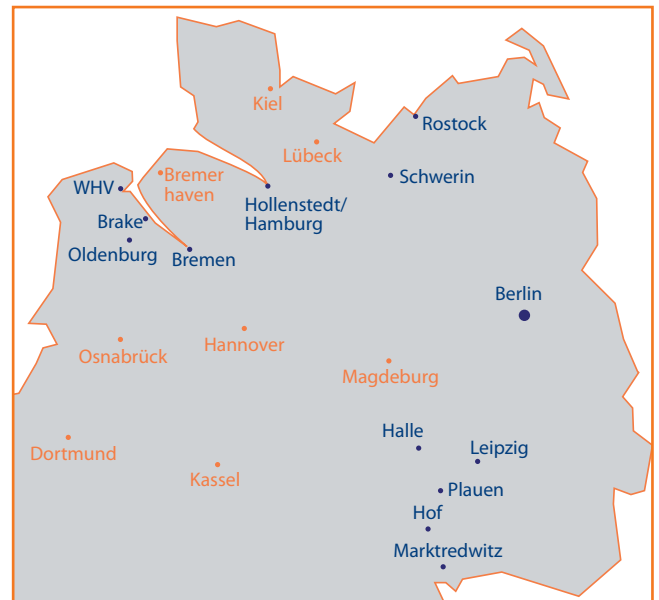 Kiel
Rostock
Lübeck
Bremer
haven
Schwerin
WHV
Hollenstedt/
Hamburg
Brake
Oldenburg
Bremen
Berlin
Hannover
Osnabrück
Magdeburg
Halle
Leipzig
Dortmund
Kassel
Plauen
Hof
Marktredwitz